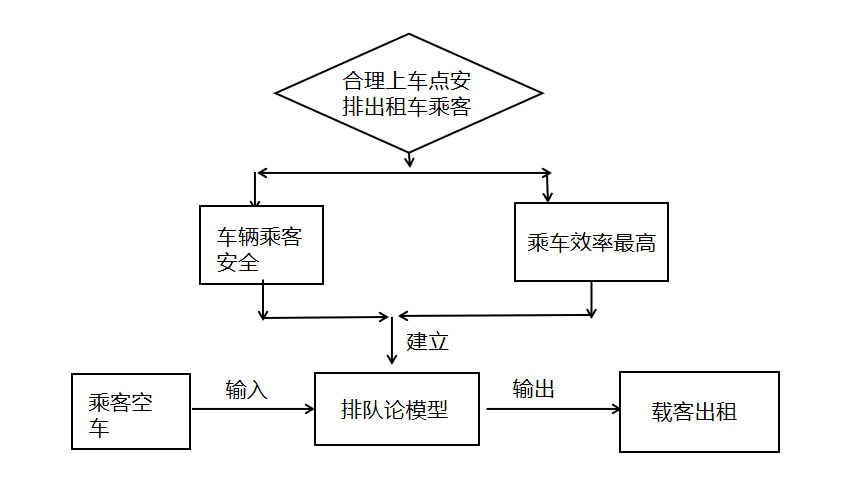 合理上车点安
排出租车乘客
车辆乘客
安全
乘车效率最高
建立
乘客空
车
输入
排队论模型
输出
载客出租